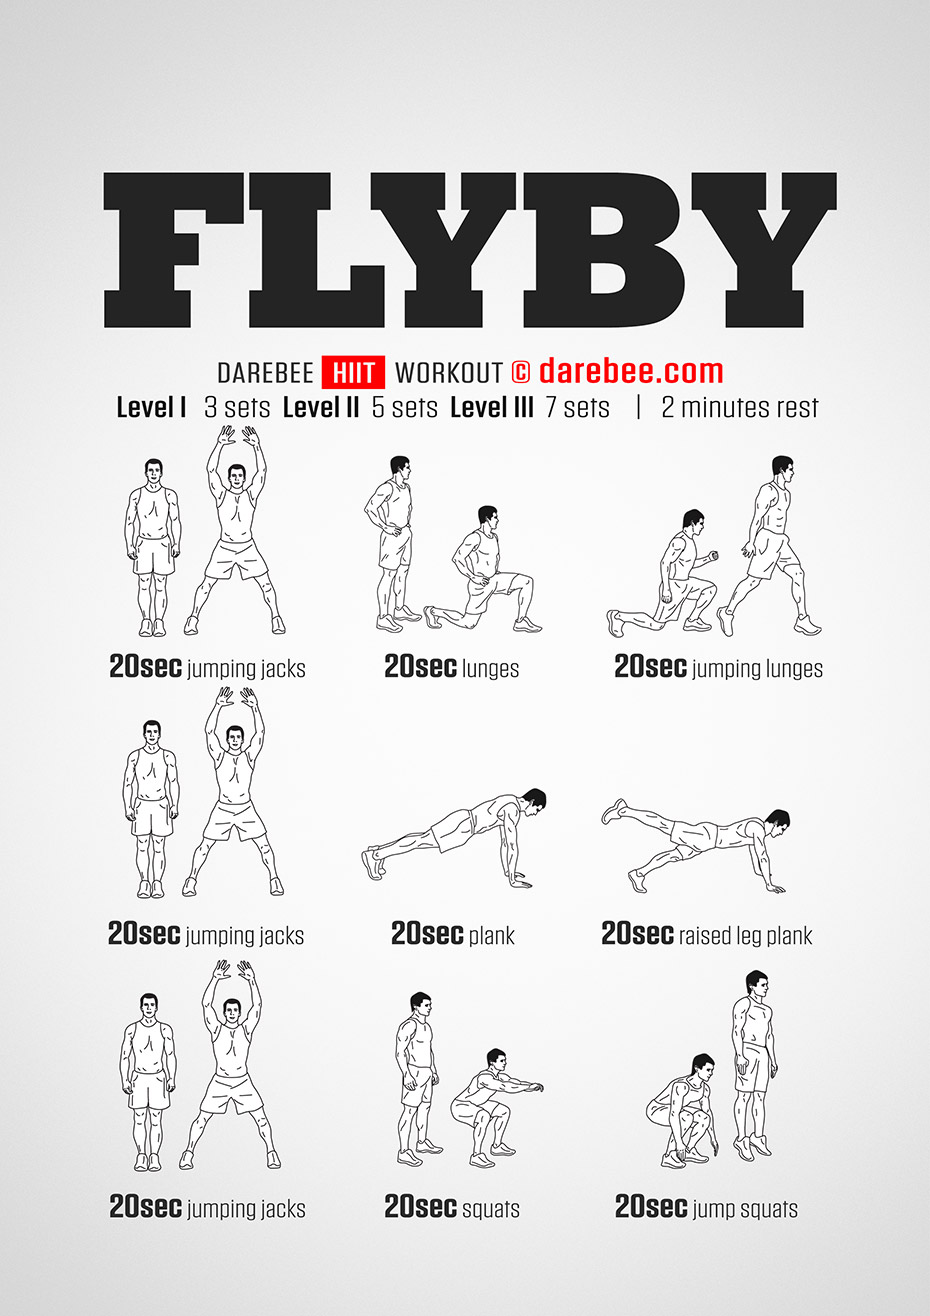 FLYBY
DAREBEE HIIT WORKOUT © darebee.com
Level I 3 sets Level II 5 sets Level III 7 sets | 2 minutes rest
20sec jumping jacks
20sec lunges
20sec jumping lunges
20sec jumping jacks
20sec plank
20sec raised leg plank
20sec jumping jacks
20sec squats
20sec jump squats